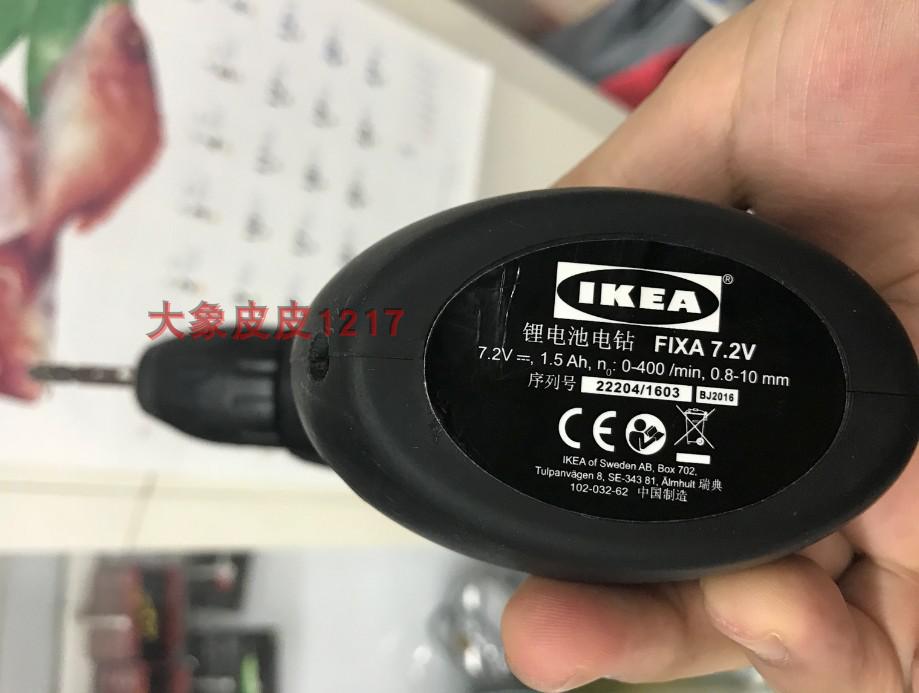 IKEA®
锂电池电钻 FIXA 7.2V
7.2V ⎓, 1.5 Ah, n₀: 0-400 /min, 0.8-10 mm
序列号 22204/1603 BJ2016
CE
IKEA of Sweden AB, Box 702,
Tulpanvägen 8, SE-343 81, Älmhult 瑞典
102-032-62 中国制造
大象皮皮1217